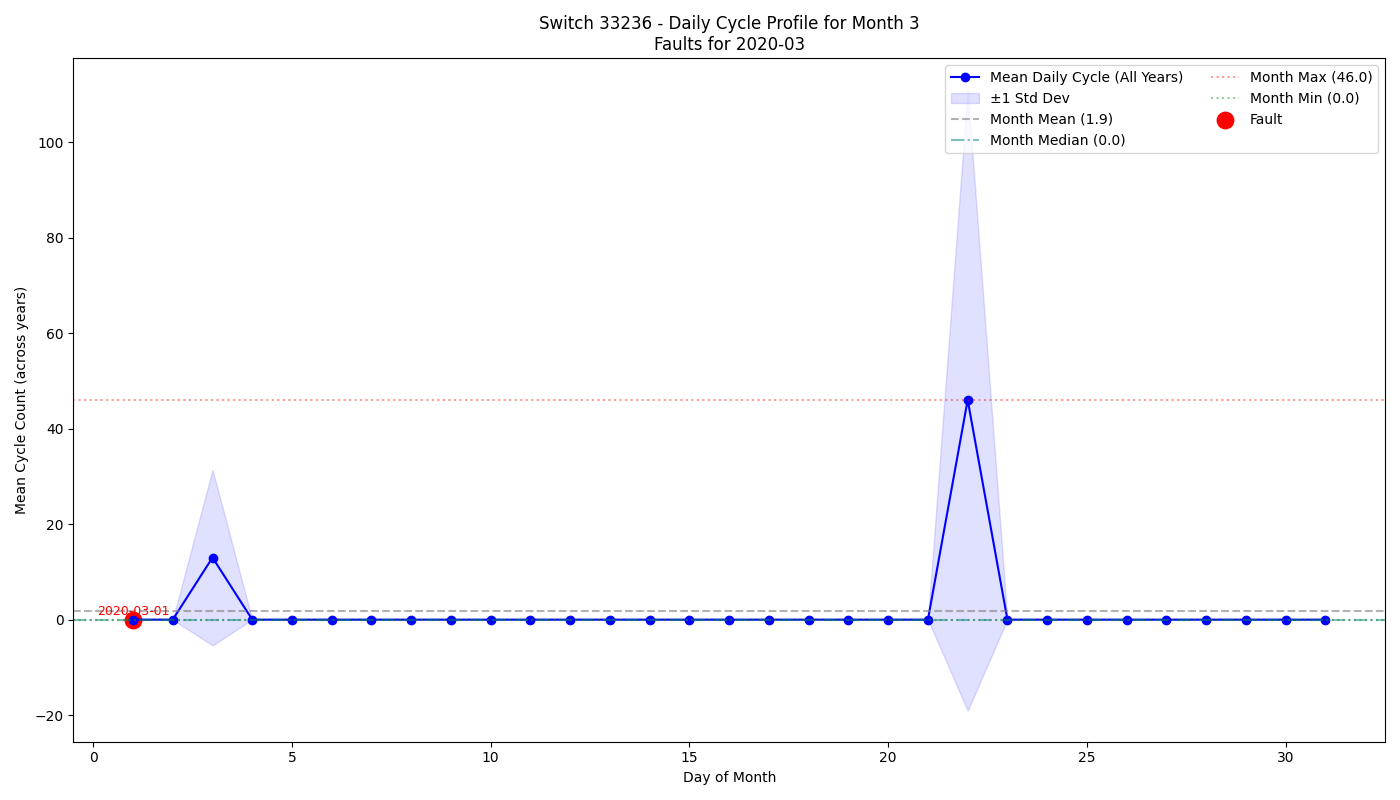 Switch 33236 - Daily Cycle Profile for Month 3
Faults for 2020-03
Mean Daily Cycle (All Years)
±1 Std Dev
Month Mean (1.9)
Month Median (0.0)
Month Max (46.0)
Month Min (0.0)
Fault
Mean Cycle Count (across years)
100
80
60
40
20
0
−20
2020-03-01
0
5
10
15
20
25
30
Day of Month